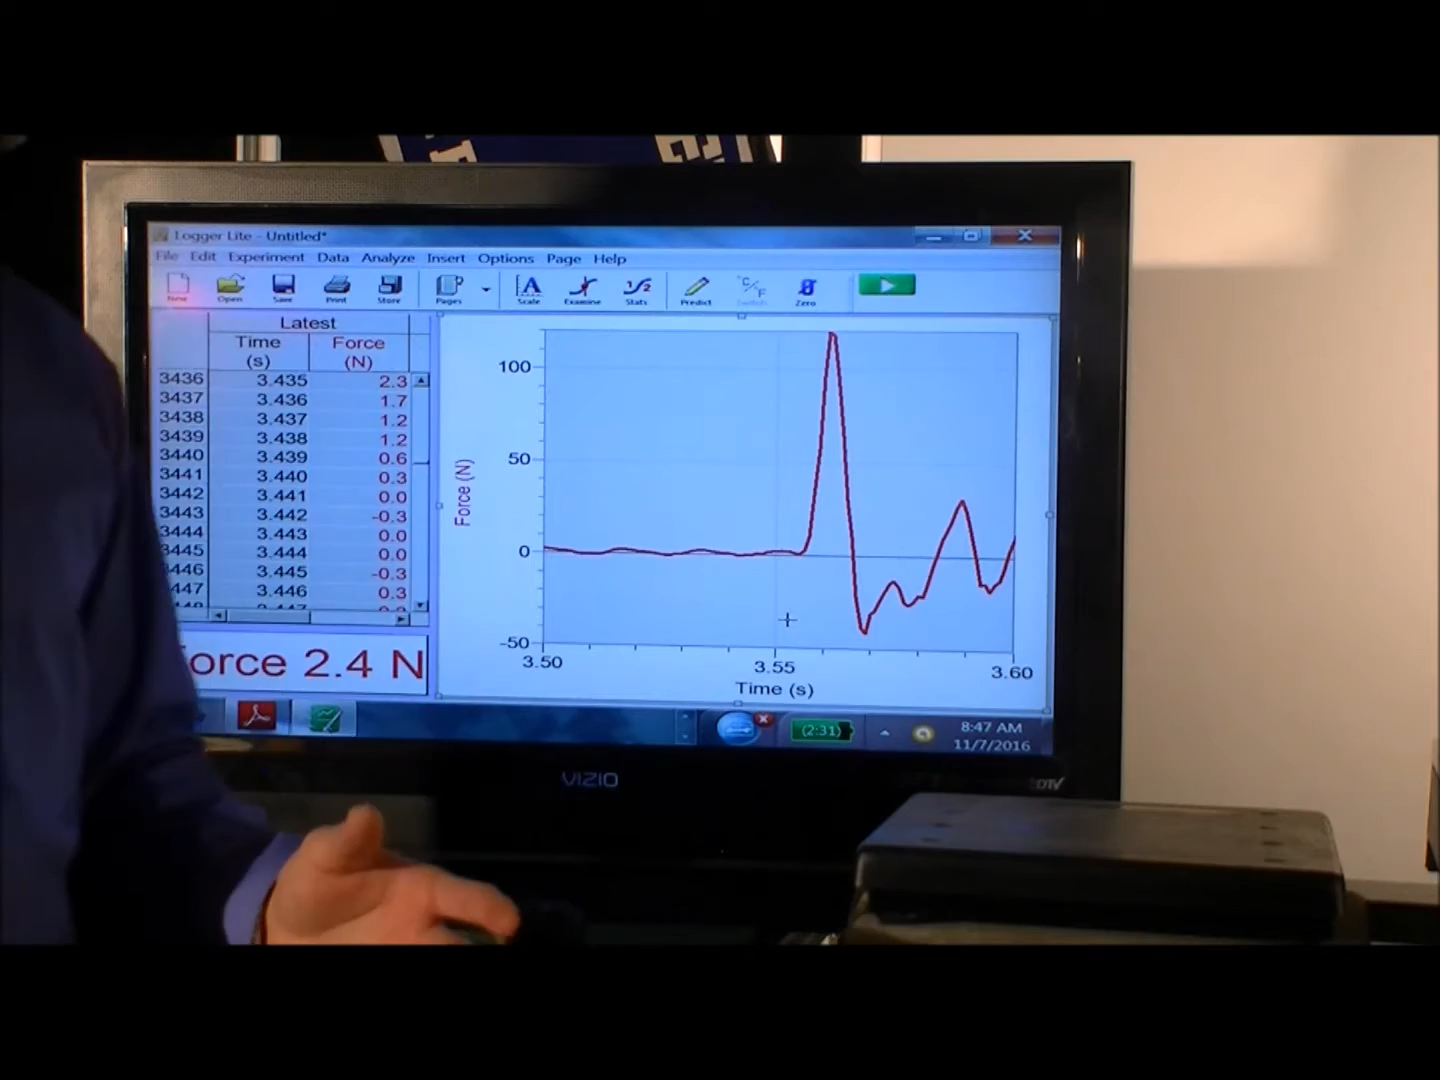 Logger Lite - Untitled*
File Edit Experiment Data Analyze Insert Options Page Help
New Open Save Print Store Pages Scale Examine Stats Predict Switch Zero
Latest
Time Force
(s) (N)
3436 3.435 2.3
3437 3.436 1.7
3438 3.437 1.2
3439 3.438 1.2
3440 3.439 0.6
3441 3.440 0.3
3442 3.441 0.0
3443 3.442 -0.3
3444 3.443 0.0
3445 3.444 0.0
3446 3.445 -0.3
447 3.446 0.3
orce 2.4 N
100
50
0
-50
Force (N)
3.50 3.55 3.60
Time (s)
(2:31)
8:47 AM
11/7/2016
VIZIO